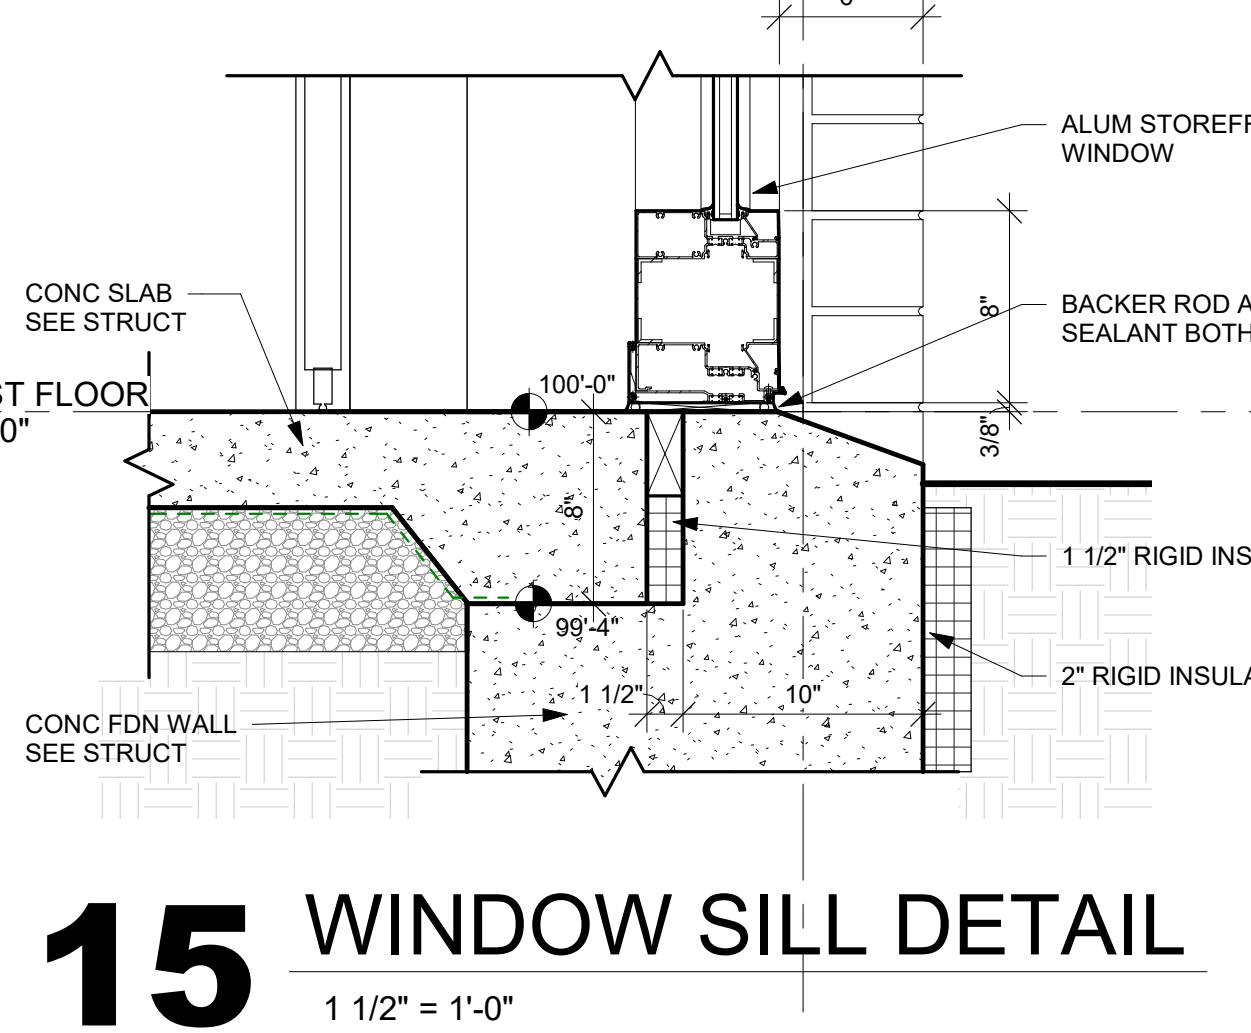 ALUM STOREF
WINDOW
CONC SLAB
SEE STRUCT
8"
BACKER ROD A
SEALANT BOTH
ST FLOOR
0"
100'-0"
3/8"
8"
1 1/2" RIGID INS
99'-4"
1 1/2"
10"
2" RIGID INSULA
CONC FDN WALL
SEE STRUCT
15
WINDOW SILL DETAIL
1 1/2" = 1'-0"